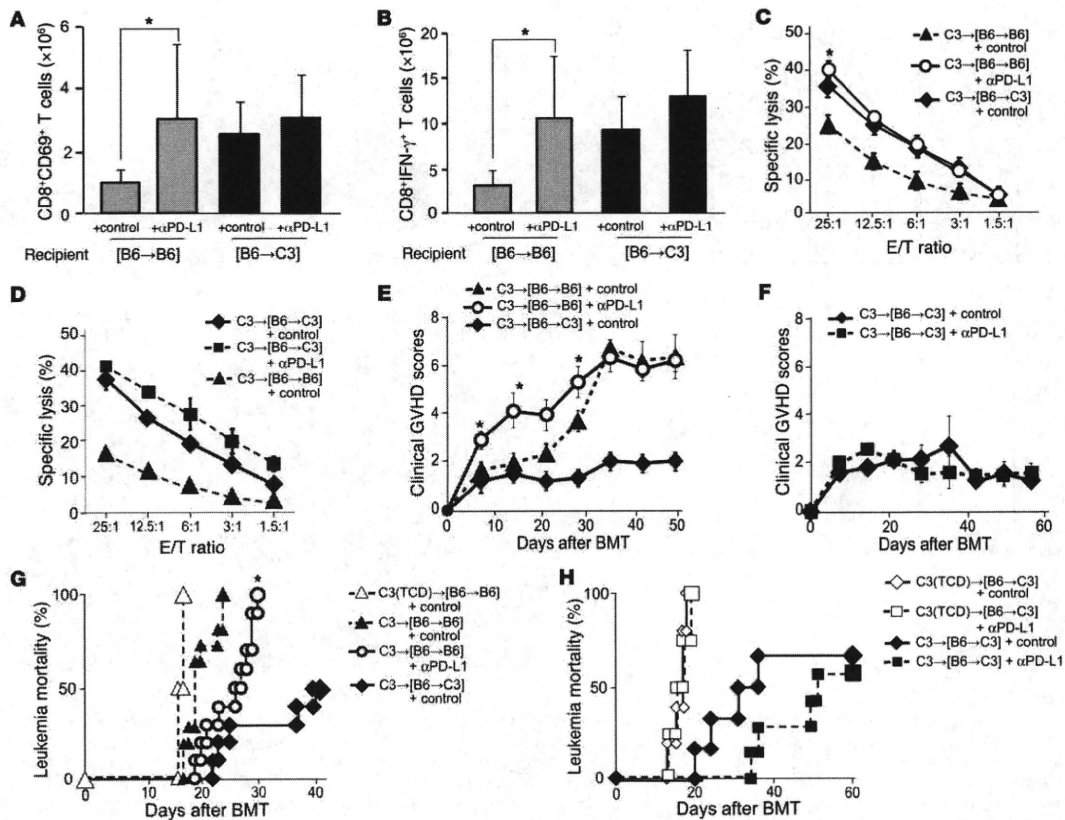 A
CD8⁺CD69⁺ T cells (×10⁶)
6
4
2
0
*
+control
+αPD-L1
+control
+αPD-L1
Recipient
[B6→B6]
[B6→C3]
B
CD8⁺IFN-γ⁺ T cells (×10⁶)
20
15
10
5
0
*
+control
+αPD-L1
+control
+αPD-L1
Recipient
[B6→B6]
[B6→C3]
C
Specific lysis (%)
50
40
30
20
10
*
25:1
12.5:1
6:1
3:1
1.5:1
E/T ratio
C3→[B6→B6]
+ control
C3→[B6→B6]
+ αPD-L1
C3→[B6→C3]
+ control
D
Specific lysis (%)
50
40
30
20
10
0
25:1
12.5:1
6:1
3:1
1.5:1
E/T ratio
C3→[B6→C3]
+ control
C3→[B6→C3]
+ αPD-L1
C3→[B6→B6]
+ control
E
C3→[B6→B6] + control
C3→[B6→B6] + αPD-L1
C3→[B6→C3] + control
Clinical GVHD scores
8
6
4
2
0
*
*
*
0
10
20
30
40
50
Days after BMT
F
C3→[B6→C3] + control
C3→[B6→C3] + αPD-L1
Clinical GVHD scores
8
6
4
2
0
0
20
40
60
Days after BMT
G
Leukemia mortality (%)
100
50
0
*
0
10
20
30
40
Days after BMT
C3(TCD)→[B6→B6]
+ control
C3→[B6→B6]
+ control
C3→[B6→B6]
+ αPD-L1
C3→[B6→C3]
+ control
H
Leukemia mortality (%)
100
50
0
0
20
40
60
Days after BMT
C3(TCD)→[B6→C3]
+ control
C3(TCD)→[B6→C3]
+ αPD-L1
C3→[B6→C3] + control
C3→[B6→C3] + αPD-L1